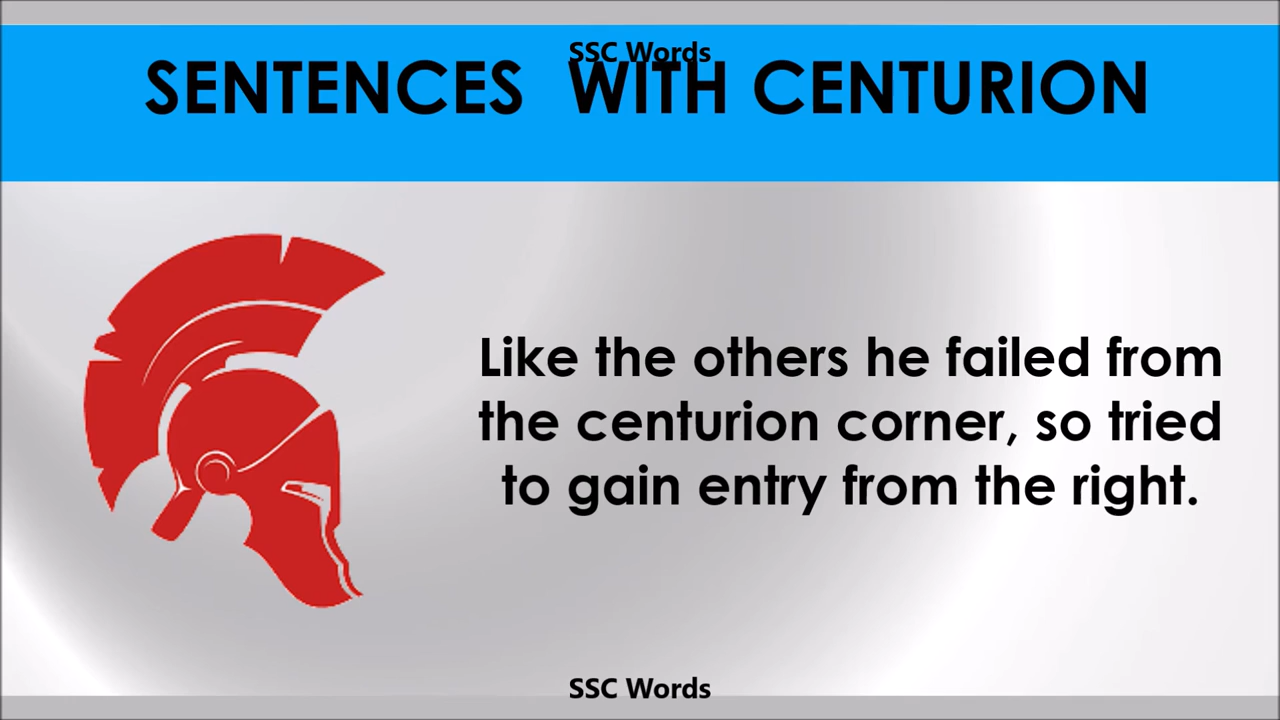 SSC Words
SENTENCES WITH CENTURION
Like the others he failed from
the centurion corner, so tried
to gain entry from the right.
SSC Words